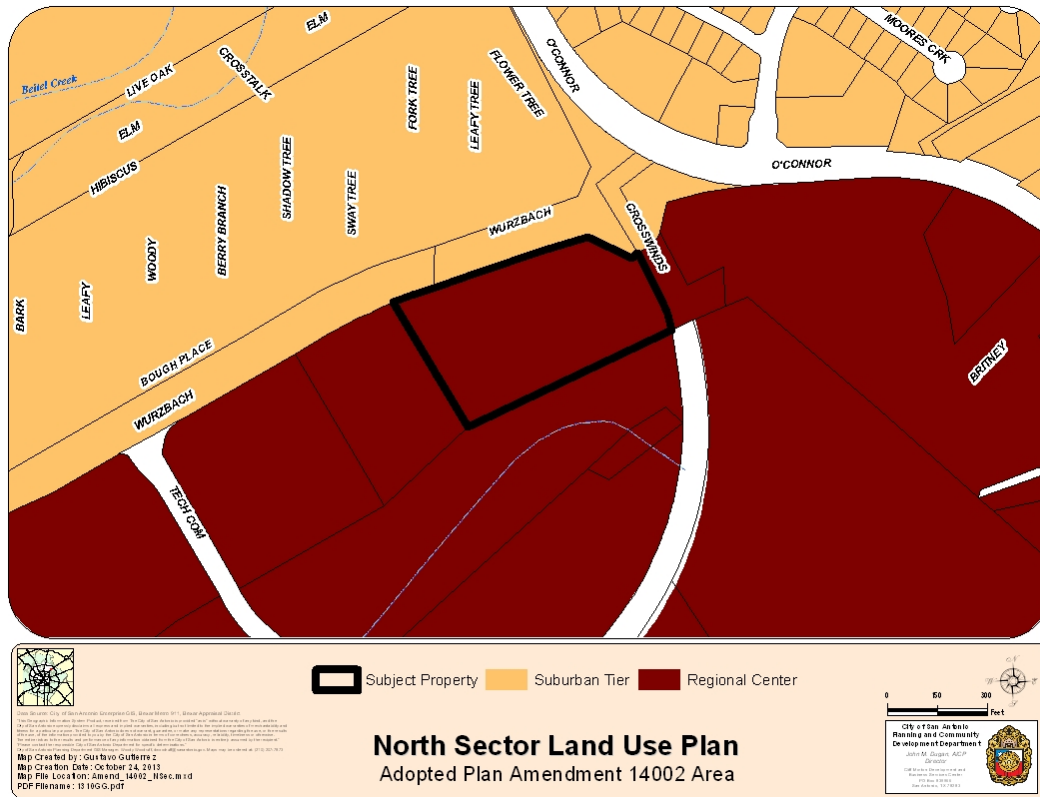 ELM
O'CONNOR
MOORES CRK
CROSSTALK
Beitel Creek
LIVE OAK
FORK TREE
LEAFY TREE
FLOWER TREE
ELM
HIBISCUS
SHADOW TREE
SWAY TREE
O'CONNOR
BERRY BRANCH
WOODY
WURZBACH
CROSSWINDS
BARK
LEAFY
BOUGH PLACE
BRITNEY
WURZBACH
TECH COM
Subject Property
Suburban Tier
Regional Center
N
0 150 300
Feet
North Sector Land Use Plan
Adopted Plan Amendment 14002 Area
Map Created by: Gustavo Gutierrez
Map Creation Date: October 24, 2013
Map File Location: Amend_14002_NSec.mxd
PDF Filename: 1310GG.pdf
City of San Antonio
Planning and Community
Development Department
John M. Dugan, AICP
Director